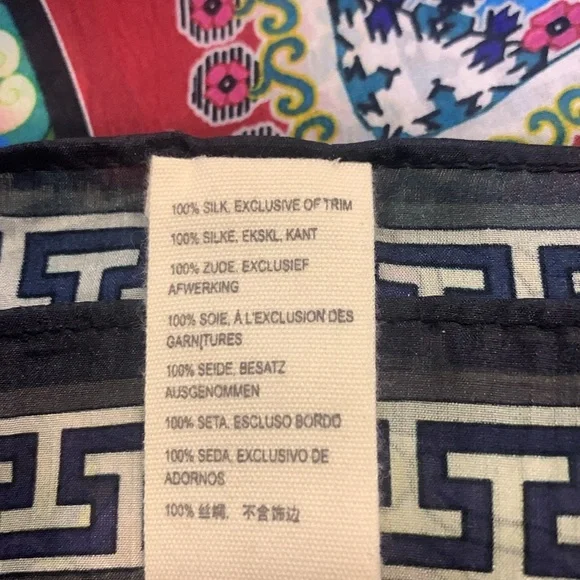 100% SILK, EXCLUSIVE OF TRIM
100% SILKE, EKSKL, KANT
100% ZUDE, EXCLUSIEF
AFWERKING
100% SOIE, À L'EXCLUSION DES
GARNITURES
100% SEIDE, BESATZ
AUSGENOMMEN
100% SETA. ESCLUSO BORDO
100% SEDA. EXCLUSIVO DE
ADORNOS
100% 丝绸, 不含饰边